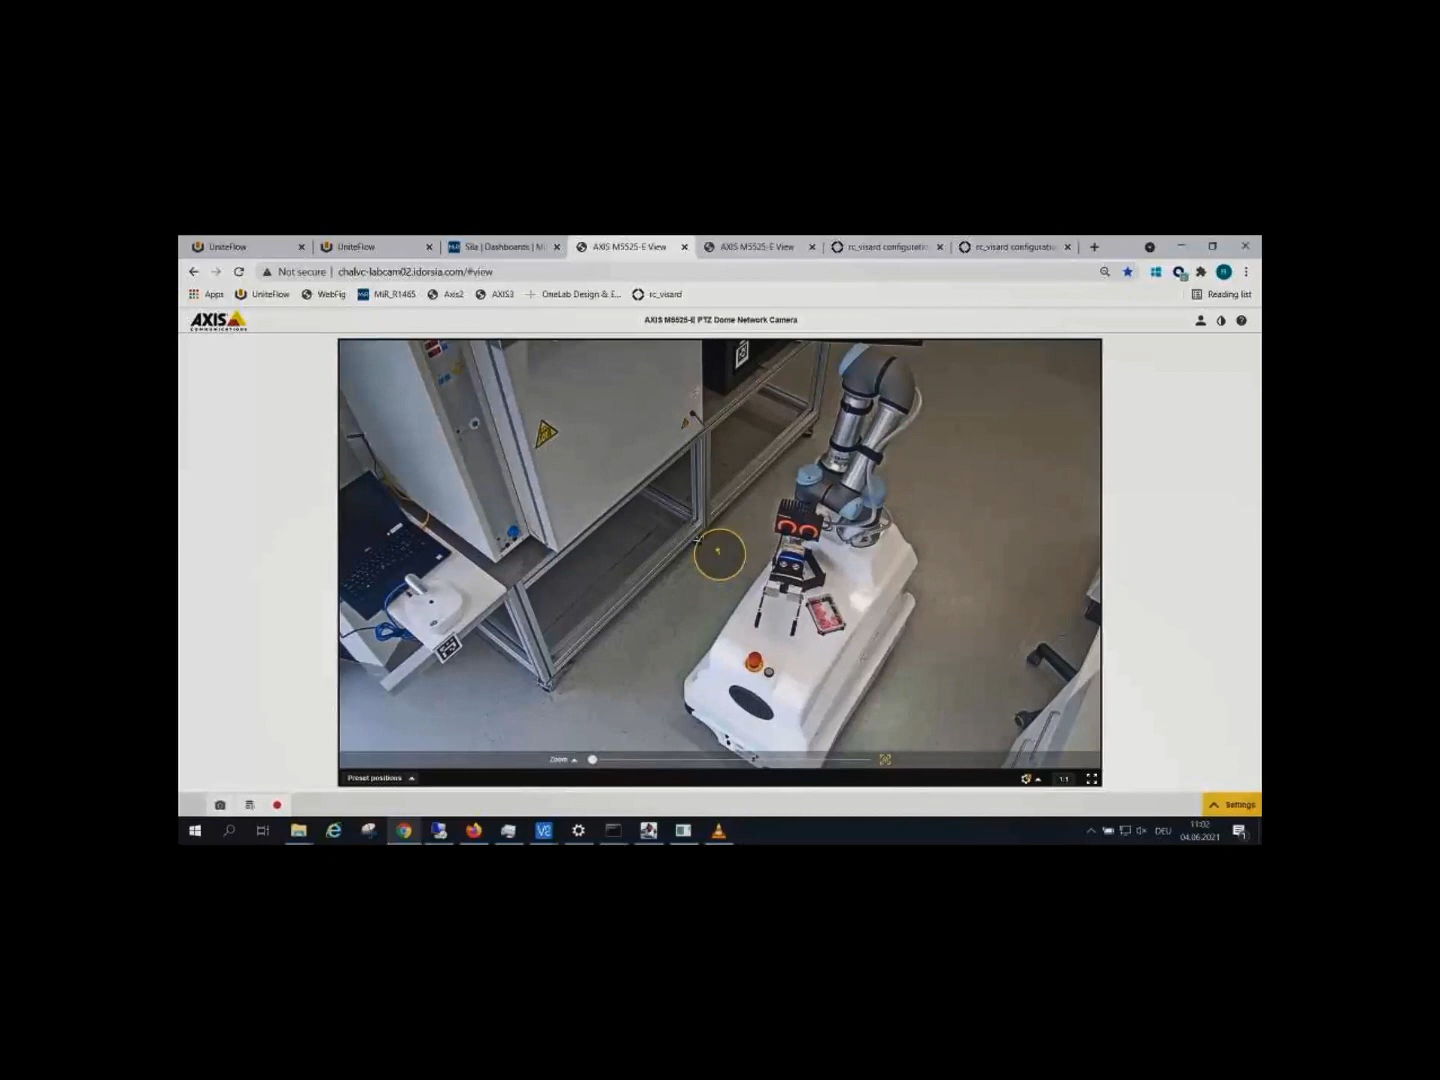 UniteFlow
UniteFlow
Sila | Dashboards | Mi
AXIS M5525-E View
AXIS M5525-E View
rc_visard configuratio
rc_visard configuratio
Not secure | chalvc-labcam02.idorsia.com/#view
Apps
UniteFlow
WebFig
MiR_R1465
Axis2
AXIS3
OneLab Design & E...
rc_visard
Reading list
AXIS
COMMUNICATIONS
AXIS M5525-E PTZ Dome Network Camera
Zoom
Preset positions
1:1
Settings
DEU
11:02
04.06.2021